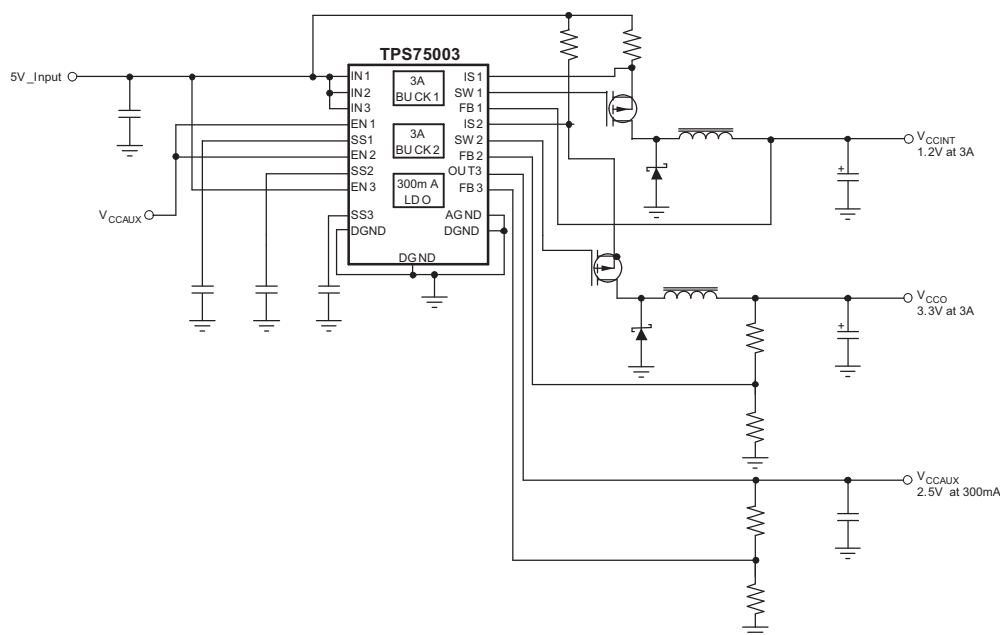 TPS75003
5V_Input
IN1
IN2
IN3
EN1
SS1
EN2
SS2
EN3
SS3
DGND
3A
BUCK1
3A
BUCK2
300mA
LDO
DGND
IS1
SW1
FB1
IS2
SW2
FB2
OUT3
FB3
AGND
DGND
VCCAUX
+
VCCINT
1.2V at 3A
+
VCCO
3.3V at 3A
VCCAUX
2.5V at 300mA